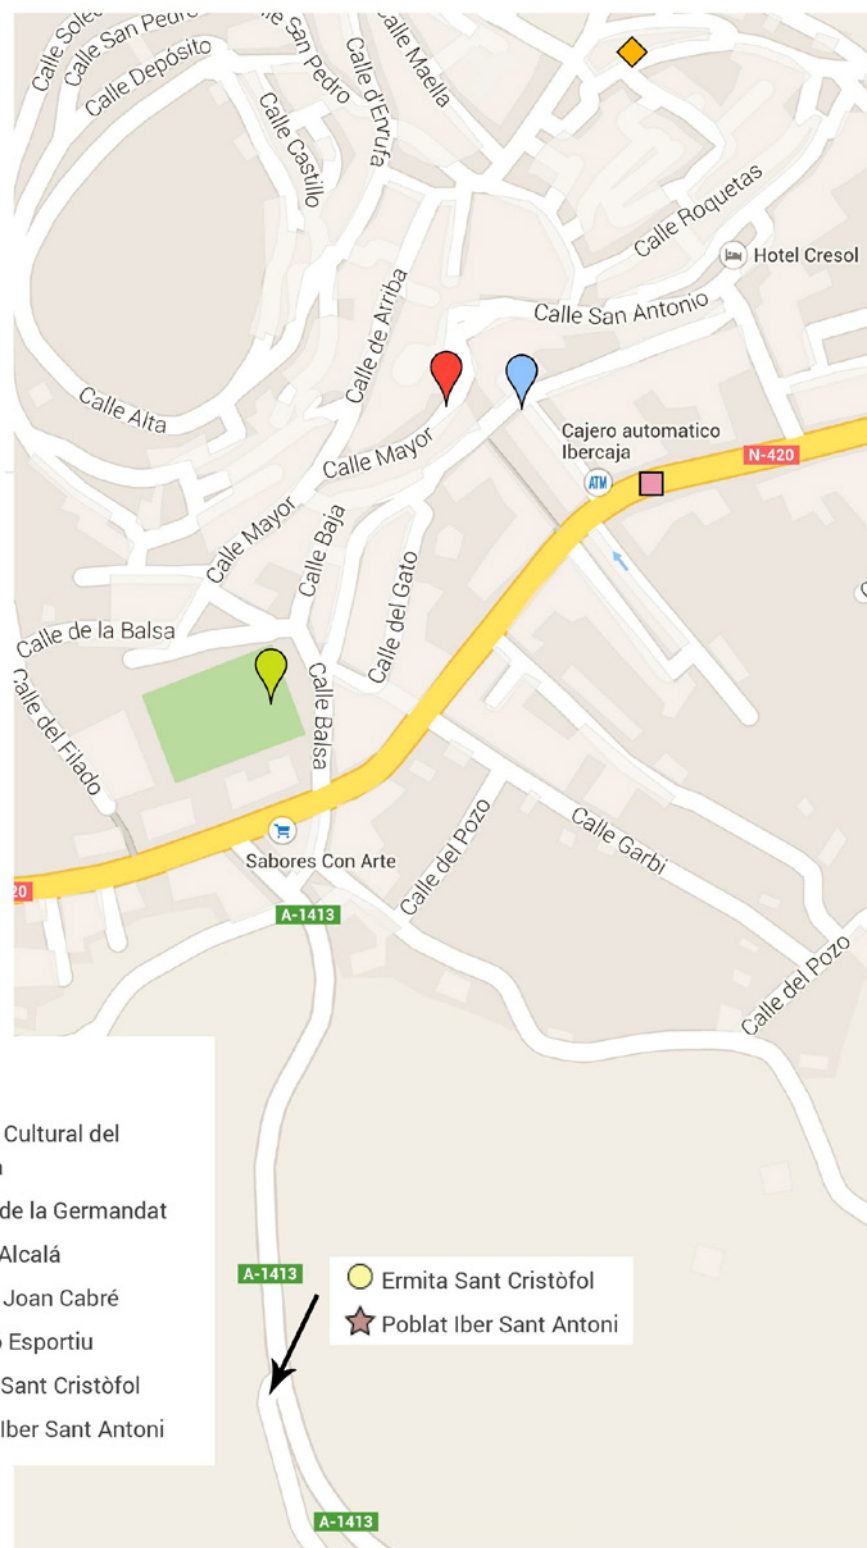 Calle San Pedro
Calle San Pedro
Calle Depósito
Calle d'Enrufa
Calle Maella
Calle Castillo
Calle Roquetas
Hotel Cresol
Calle San Antonio
Calle de Arriba
Calle Alta
Calle Mayor
Cajero automatico
Ibercaja
ATM
N-420
Calle Mayor
Calle Baja
Calle del Gato
Calle de la Balsa
Calle Balsa
Calle del Filado
Calle del Pozo
Calle Garbi
Sabores Con Arte
20
A-1413
Calle del Pozo
Cultural del
de la Germandat
Alcalá
Joan Cabré
Esportiu
Sant Cristòfol
Iber Sant Antoni
A-1413
Ermita Sant Cristòfol
Poblat Iber Sant Antoni
A-1413